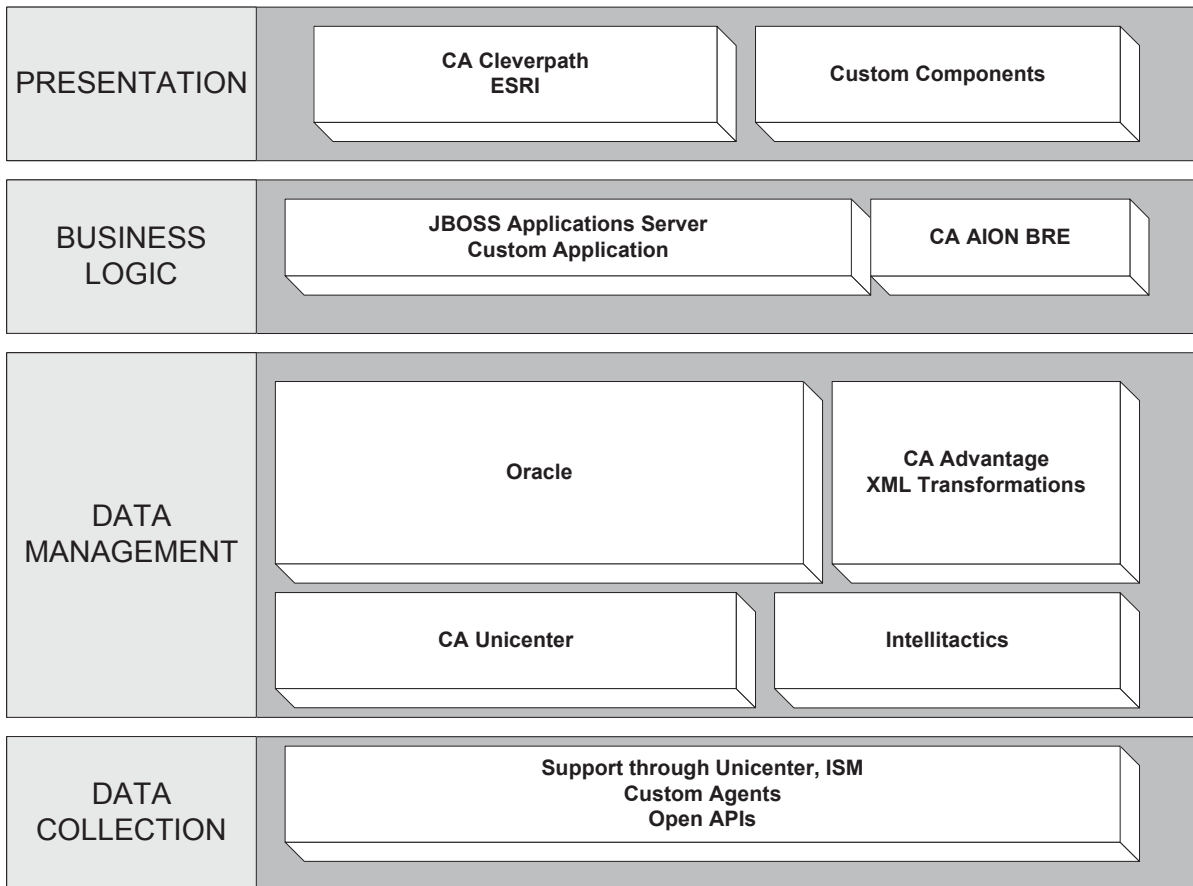 PRESENTATION
CA Cleverpath
ESRI
Custom Components
BUSINESS
LOGIC
JBOSS Applications Server
Custom Application
CA AION BRE
DATA
MANAGEMENT
Oracle
CA Advantage
XML Transformations
CA Unicenter
Intellitactics
DATA
COLLECTION
Support through Unicenter, ISM
Custom Agents
Open APIs